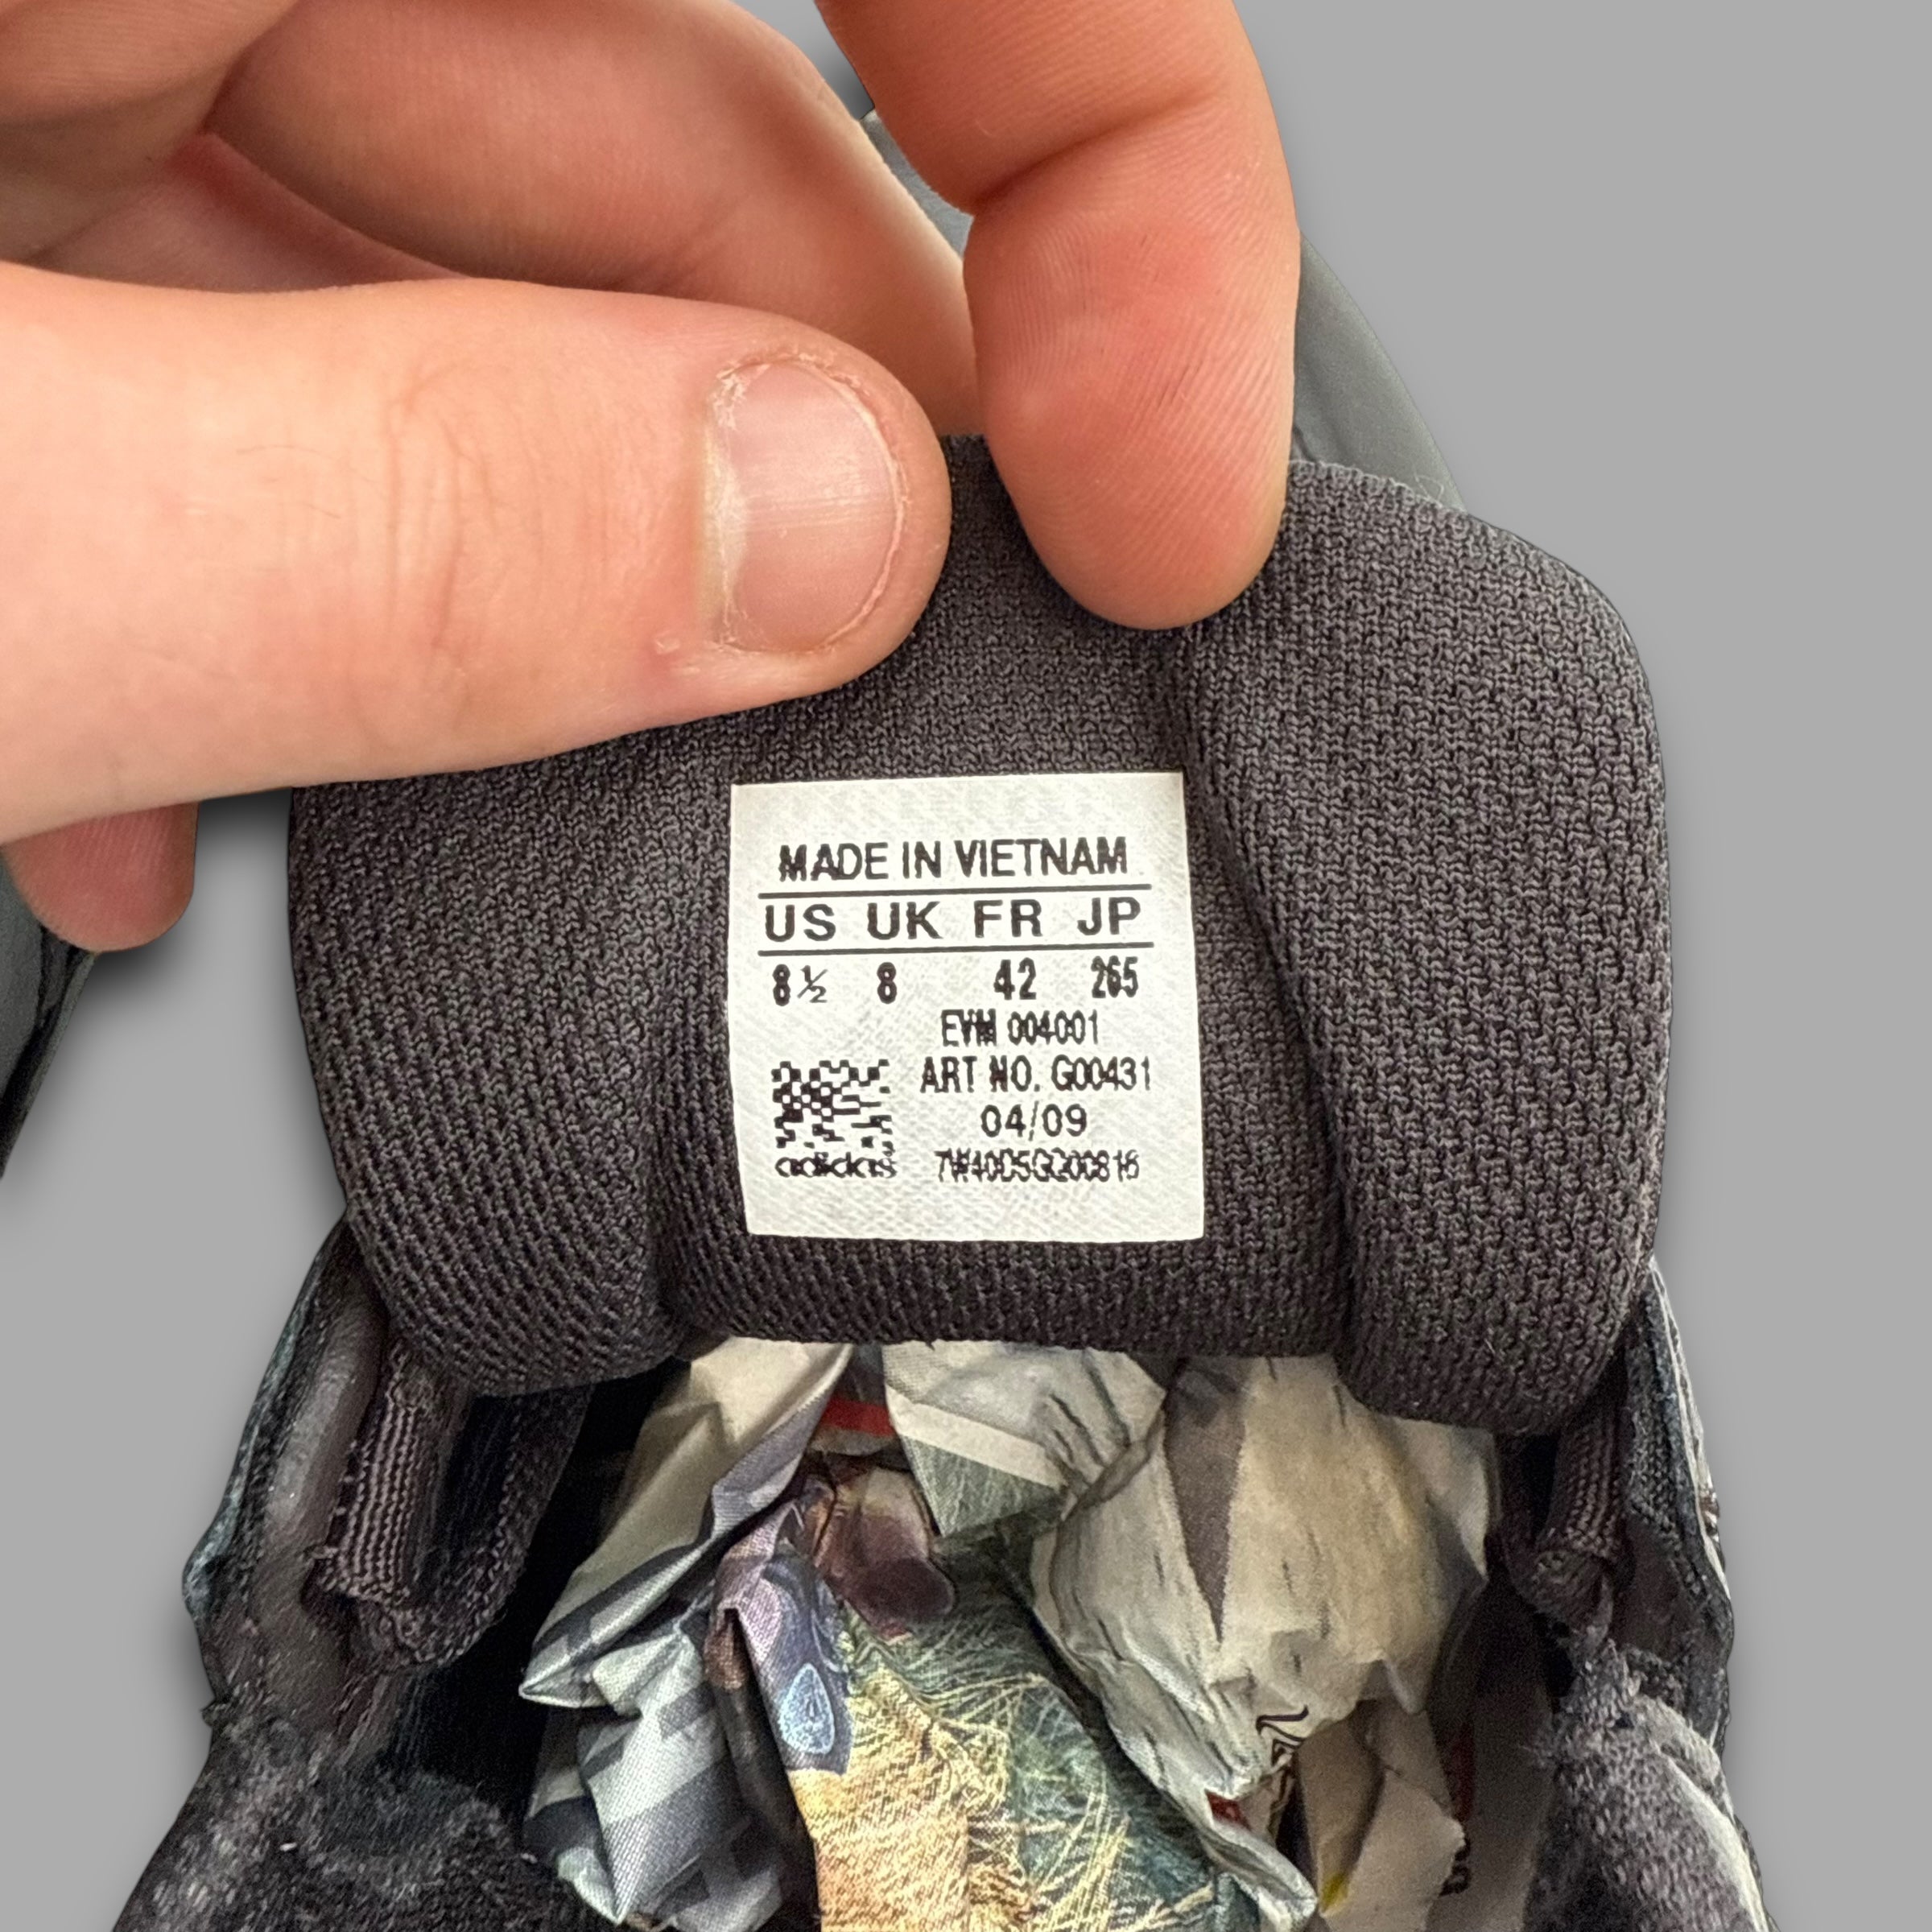 MADE IN VIETNAM
US UK FR JP
8½ 8 42 265
EVM 004001
ART NO. G00431
04/09
adidas